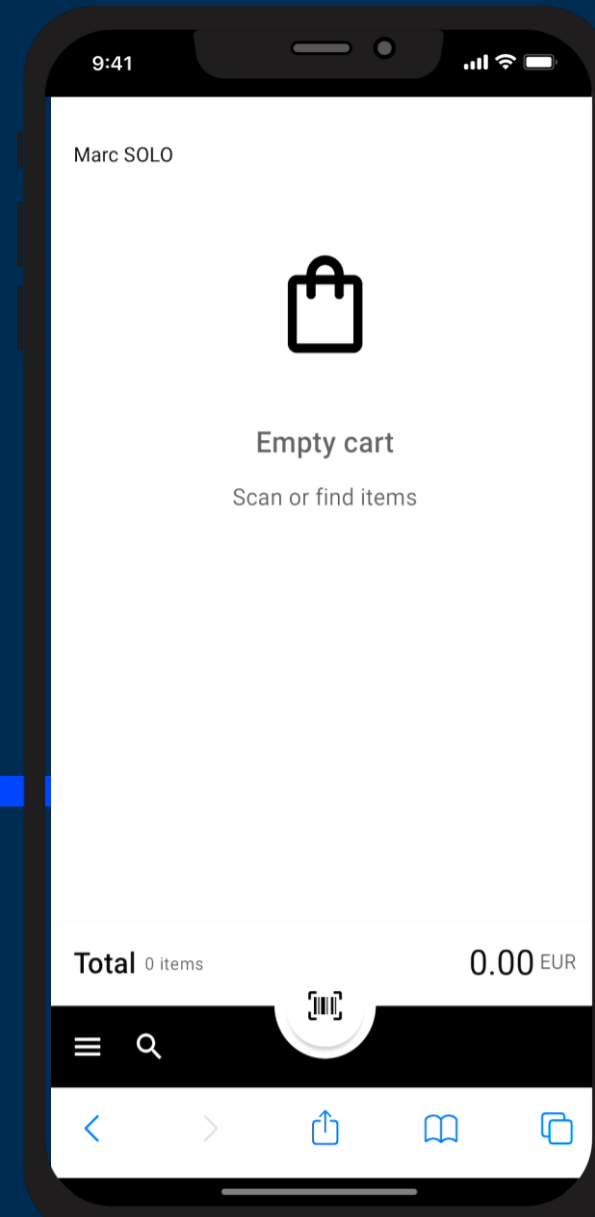 9:41
Marc SOLO
Empty cart
Scan or find items
Total 0 items 0.00 EUR